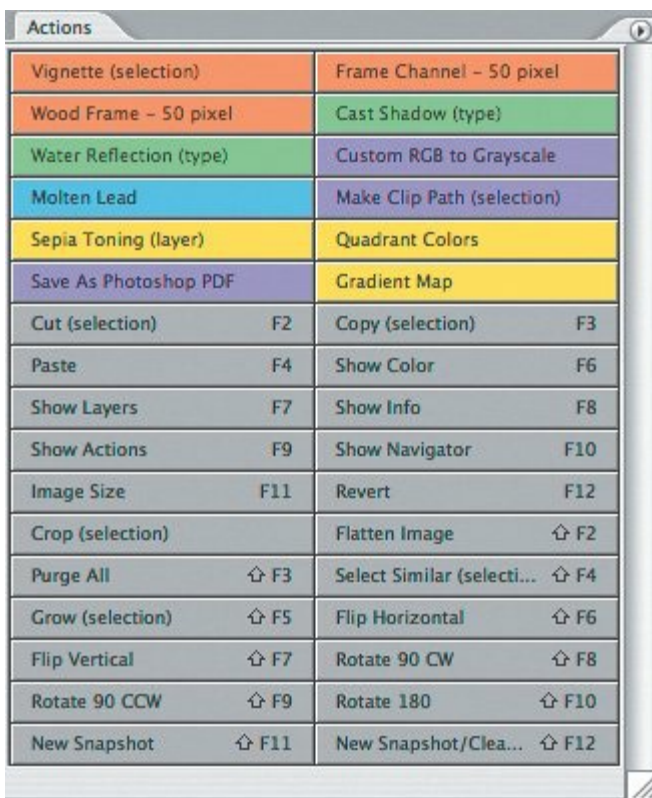 Actions
Vignette (selection) Frame Channel – 50 pixel
Wood Frame – 50 pixel Cast Shadow (type)
Water Reflection (type) Custom RGB to Grayscale
Molten Lead Make Clip Path (selection)
Sepia Toning (layer) Quadrant Colors
Save As Photoshop PDF Gradient Map
Cut (selection) F2 Copy (selection) F3
Paste F4 Show Color F6
Show Layers F7 Show Info F8
Show Actions F9 Show Navigator F10
Image Size F11 Revert F12
Crop (selection) Flatten Image ⇧ F2
Purge All ⇧ F3 Select Similar (selecti... ⇧ F4
Grow (selection) ⇧ F5 Flip Horizontal ⇧ F6
Flip Vertical ⇧ F7 Rotate 90 CW ⇧ F8
Rotate 90 CCW ⇧ F9 Rotate 180 ⇧ F10
New Snapshot ⇧ F11 New Snapshot/Clea... ⇧ F12